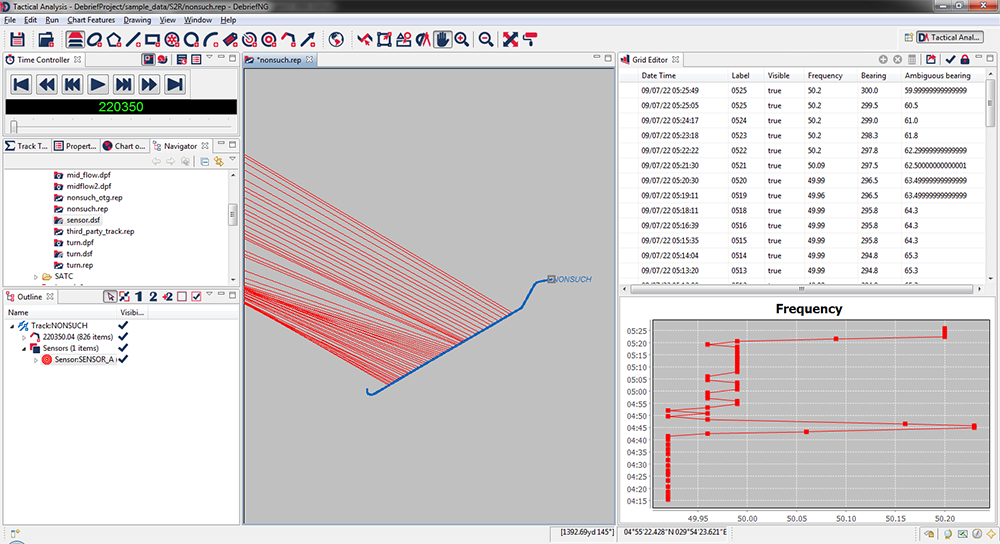 Tactical Analysis - DebriefProject/sample_data/S2R/nonsuch.rep - DebriefNG
File Edit Run Chart Features Drawing View Window Help
Tactical Anal...
Time Controller
220350
Track T... Propert... Chart o... Navigator
mid_flow.dpf
midflow2.dpf
nonsuch_otg.rep
nonsuch.rep
sensor.dsf
third_party_track.rep
turn.dpf
turn.dsf
turn.rep
SATC
Outline
1 2 +2
Name Visibi...
Track:NONSUCH
220350.04 (826 items)
Sensors (1 items)
Sensor:SENSOR_A
*nonsuch.rep
NONSUCH
Grid Editor
Date Time Label Visible Frequency Bearing Ambiguous bearing
09/07/22 05:25:49 0525 true 50.2 300.0 59.99999999999999
09/07/22 05:25:05 0525 true 50.2 299.5 60.5
09/07/22 05:24:17 0524 true 50.2 299.0 61.0
09/07/22 05:23:18 0523 true 50.2 298.3 61.8
09/07/22 05:22:22 0522 true 50.2 297.8 62.29999999999999
09/07/22 05:21:30 0521 true 50.09 297.5 62.50000000000001
09/07/22 05:20:30 0520 true 49.99 296.5 63.49999999999999
09/07/22 05:19:11 0519 true 49.96 296.5 63.49999999999999
09/07/22 05:18:11 0518 true 49.99 295.8 64.3
09/07/22 05:16:39 0516 true 49.99 295.8 64.3
09/07/22 05:15:35 0515 true 49.99 295.8 64.3
09/07/22 05:14:04 0514 true 49.99 294.8 65.3
09/07/22 05:13:20 0513 true 49.99 294.8 65.3
Frequency
05:25
05:20
05:15
05:10
05:05
05:00
04:55
04:50
04:45
04:40
04:35
04:30
04:25
04:20
04:15
49.95 50.00 50.05 50.10 50.15 50.20
[1392.69yd 145°] 04°55'22.428"N 029°54'23.621"E